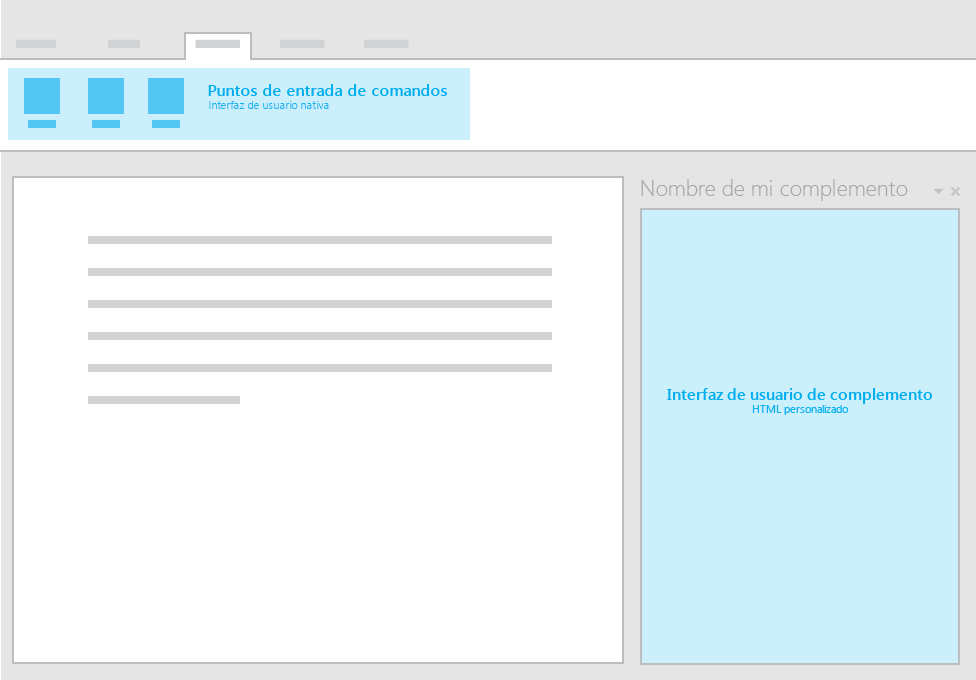 Puntos de entrada de comandos
Interfaz de usuario nativa
Nombre de mi complemento
Interfaz de usuario de complemento
HTML personalizado